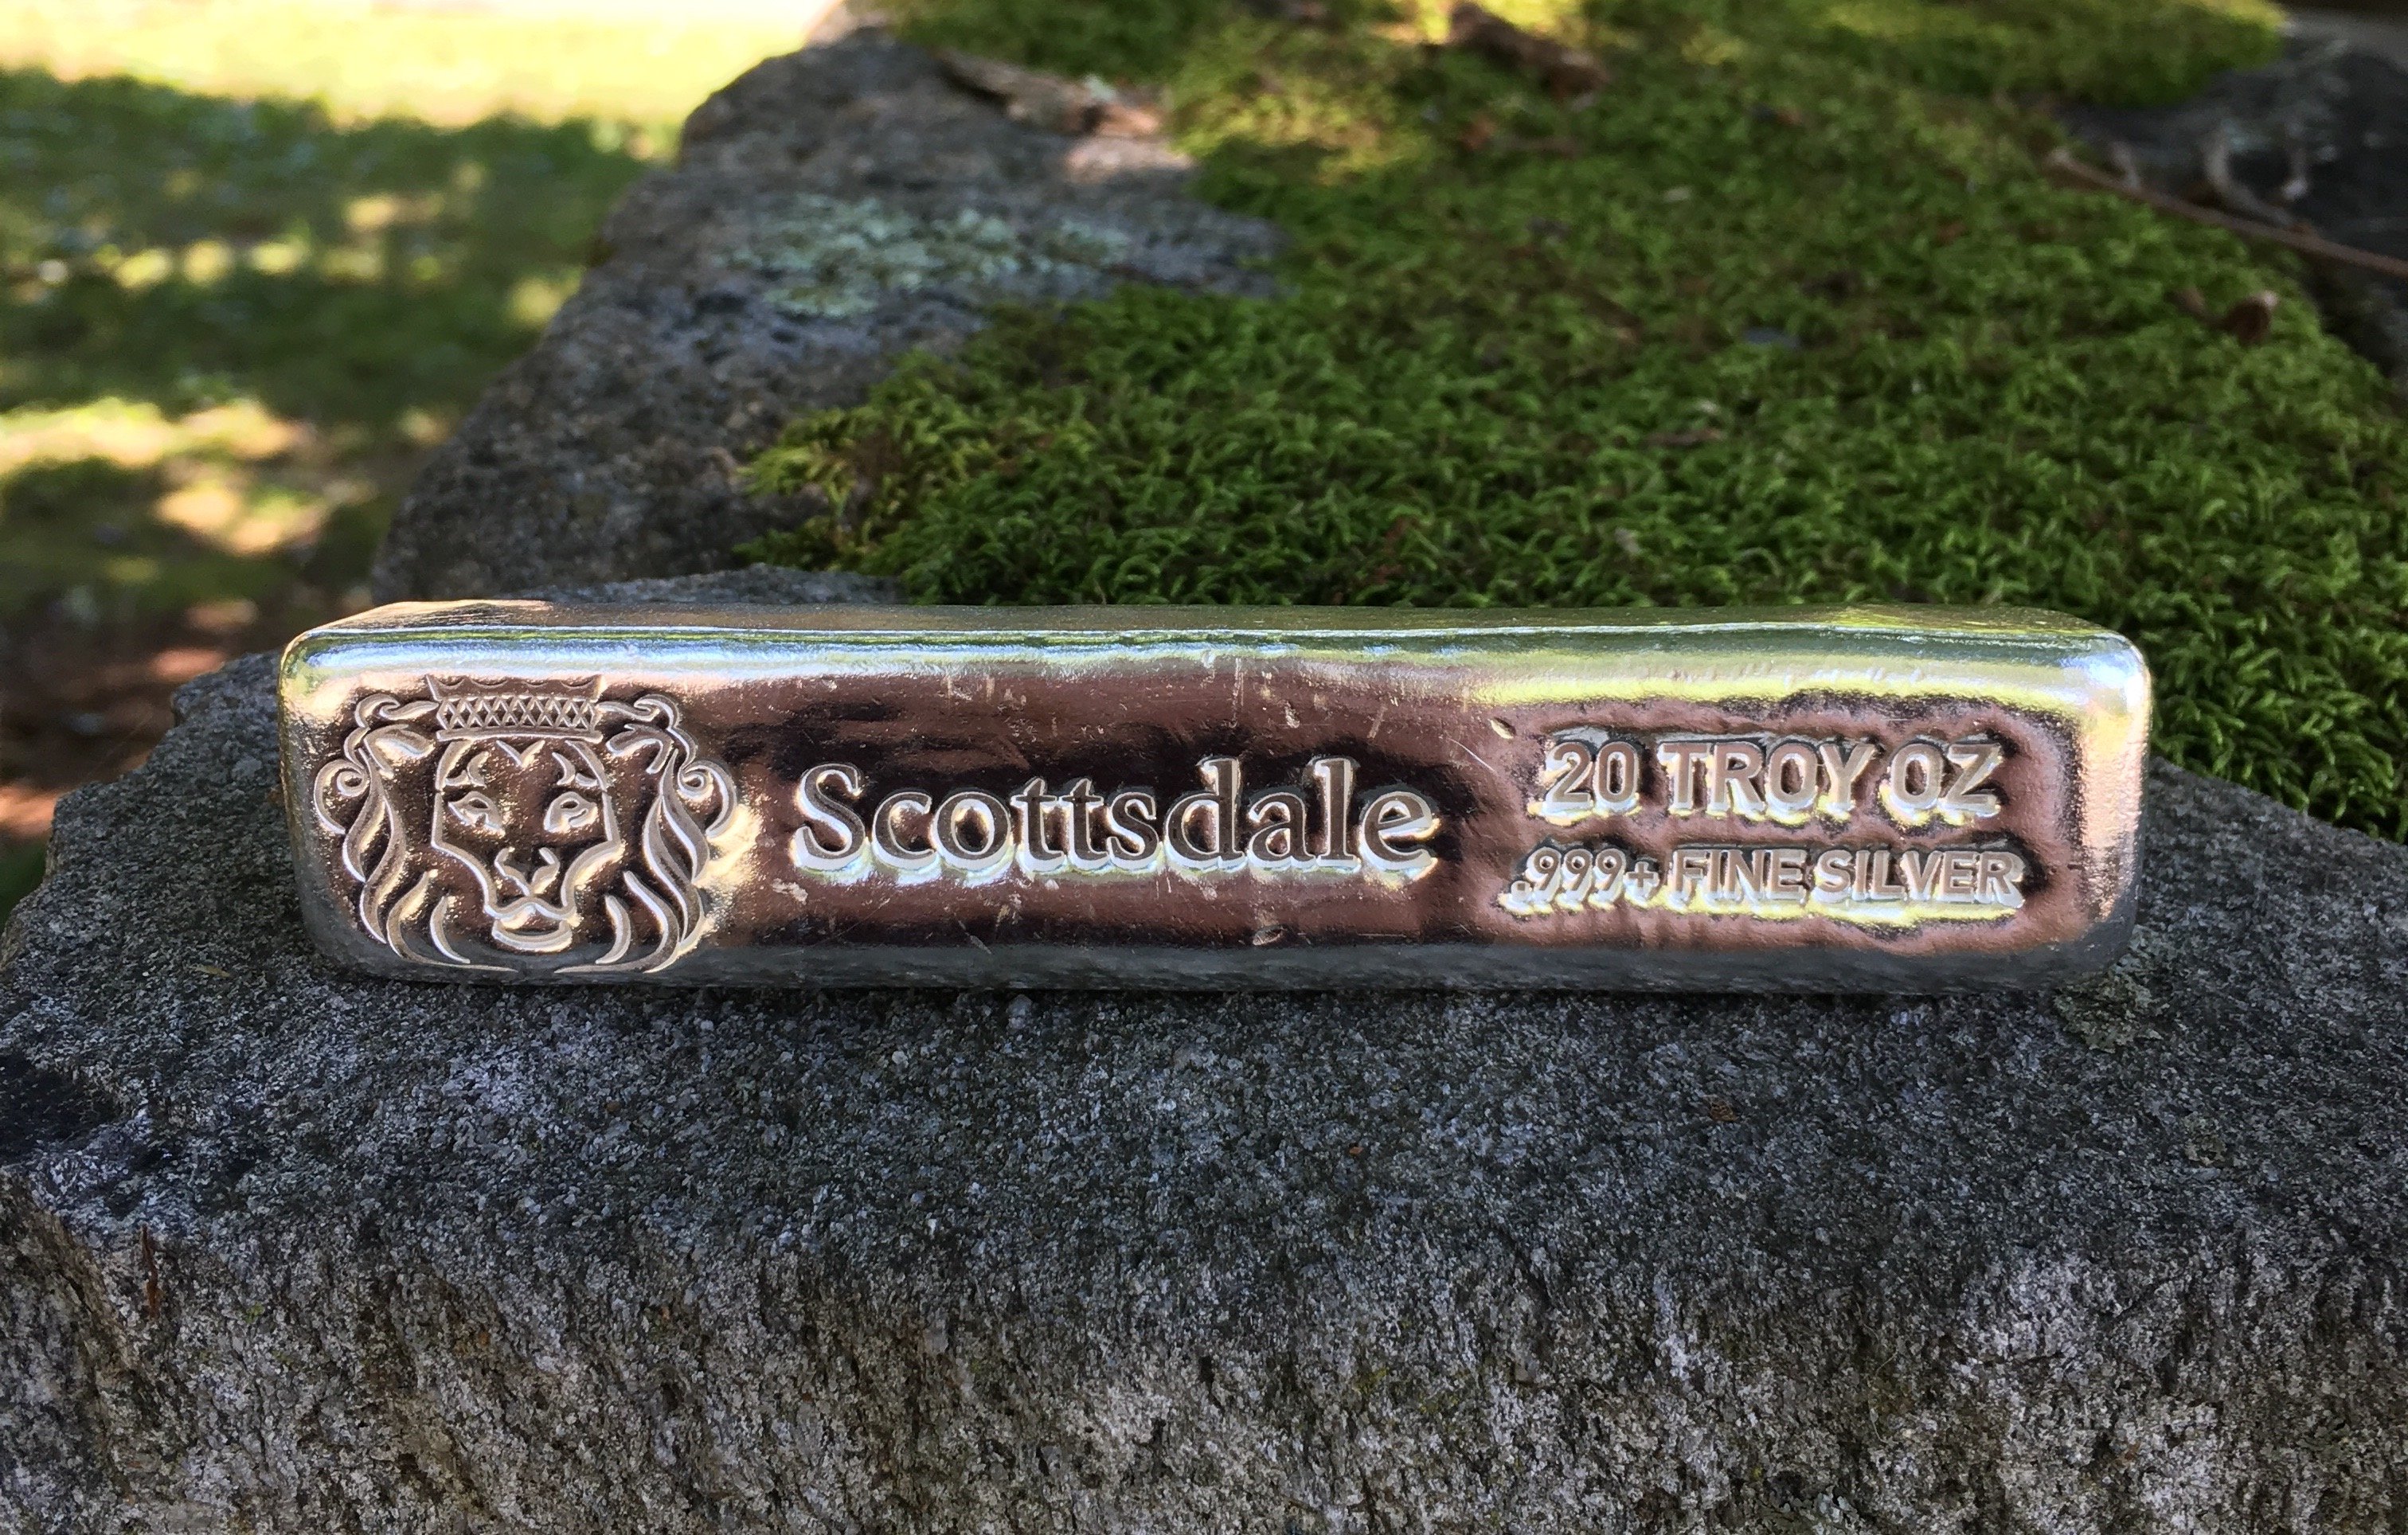 Scottsdale
20 TROY OZ
.999+ FINE SILVER